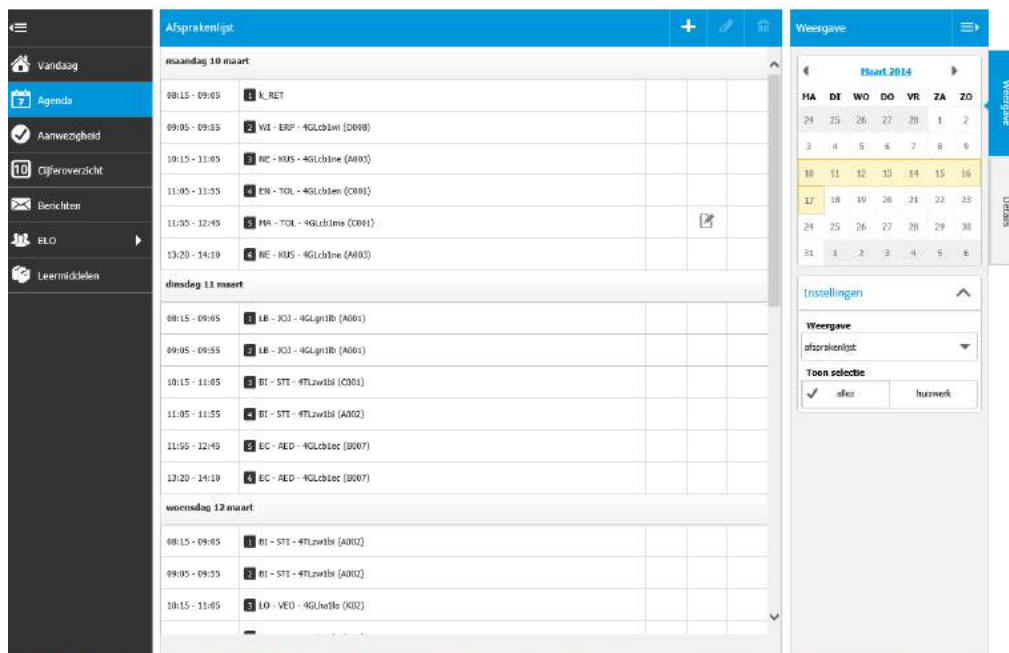 Vandaag
7 Agenda
Aanwezigheid
10 Cijferoverzicht
Berichten
ELO
Leermiddelen
Afsprakenlijst
maandag 10 maart
08:15 - 09:05 1 k_RET
09:05 - 09:55 2 WI - ERP - 4GLcb1wi (D008)
10:15 - 11:05 3 NE - KUS - 4GLcb1ne (A003)
11:05 - 11:55 4 EN - TOL - 4GLcb1en (C001)
11:55 - 12:45 5 MA - TOL - 4GLcb1ma (C001)
13:20 - 14:10 6 NE - KUS - 4GLcb1ne (A003)
dinsdag 11 maart
08:15 - 09:05 1 LB - JOJ - 4GLgn1lb (A001)
09:05 - 09:55 2 LB - JOJ - 4GLgn1lb (A001)
10:15 - 11:05 3 BI - STI - 4TLzw1bi (C001)
11:05 - 11:55 4 BI - STI - 4TLzw1bi (A002)
11:55 - 12:45 5 EC - AED - 4GLcb1ec (B007)
13:20 - 14:10 6 EC - AED - 4GLcb1ec (B007)
woensdag 12 maart
08:15 - 09:05 1 BI - STI - 4TLzw1bi (A002)
09:05 - 09:55 2 BI - STI - 4TLzw1bi (A002)
10:15 - 11:05 3 LO - VEO - 4GLha1lo (K02)
Weergave
Maart 2014
MA DI WO DO VR ZA ZO
24 25 26 27 28 1 2
3 4 5 6 7 8 9
10 11 12 13 14 15 16
17 18 19 20 21 22 23
24 25 26 27 28 29 30
31 1 2 3 4 5 6
Instellingen
Weergave
afsprakenlijst
Toon selectie
alles huiswerk
Weergave
Details